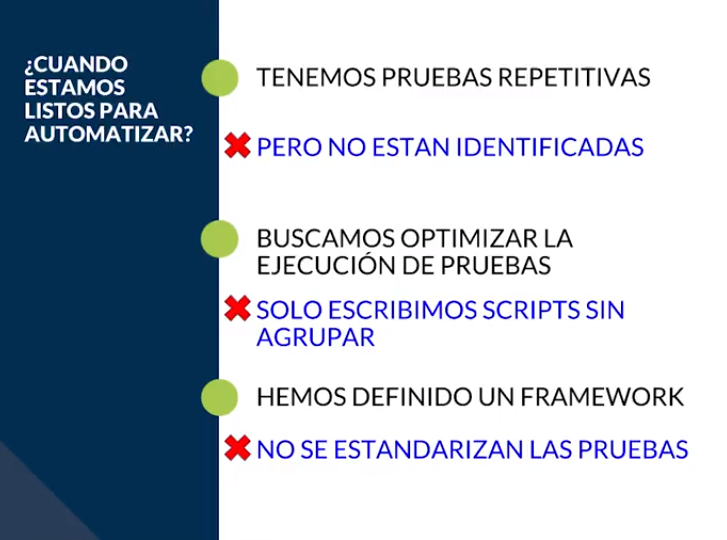 ¿CUANDO
ESTAMOS
LISTOS PARA
AUTOMATIZAR?
TENEMOS PRUEBAS REPETITIVAS
PERO NO ESTAN IDENTIFICADAS
BUSCAMOS OPTIMIZAR LA
EJECUCIÓN DE PRUEBAS
SOLO ESCRIBIMOS SCRIPTS SIN
AGRUPAR
HEMOS DEFINIDO UN FRAMEWORK
NO SE ESTANDARIZAN LAS PRUEBAS